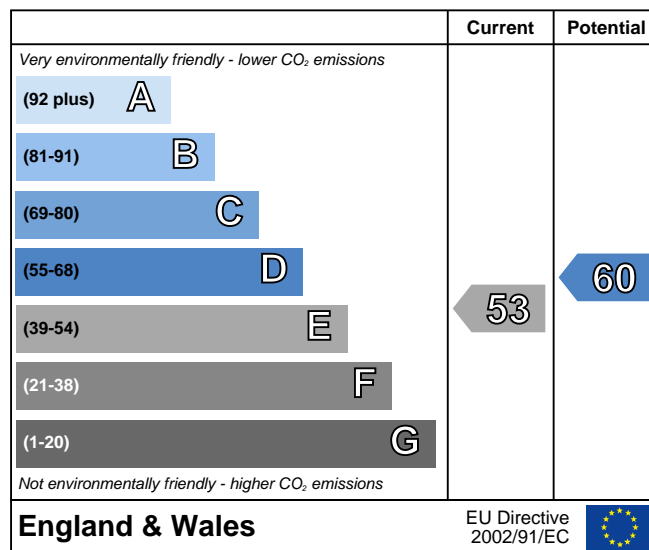 Current Potential
Very environmentally friendly - lower CO₂ emissions
(92 plus) A
(81-91) B
(69-80) C
(55-68) D
60
(39-54) E
53
(21-38) F
(1-20) G
Not environmentally friendly - higher CO₂ emissions
England & Wales
EU Directive
2002/91/EC